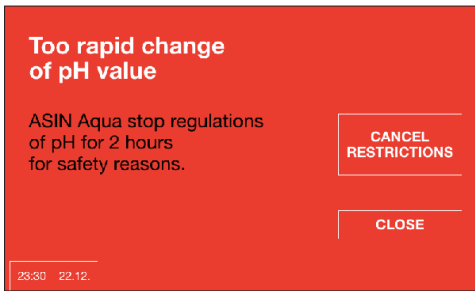 Too rapid change
of pH value
ASIN Aqua stop regulations
of pH for 2 hours
for safety reasons.
CANCEL
RESTRICTIONS
CLOSE
23:30 22.12.